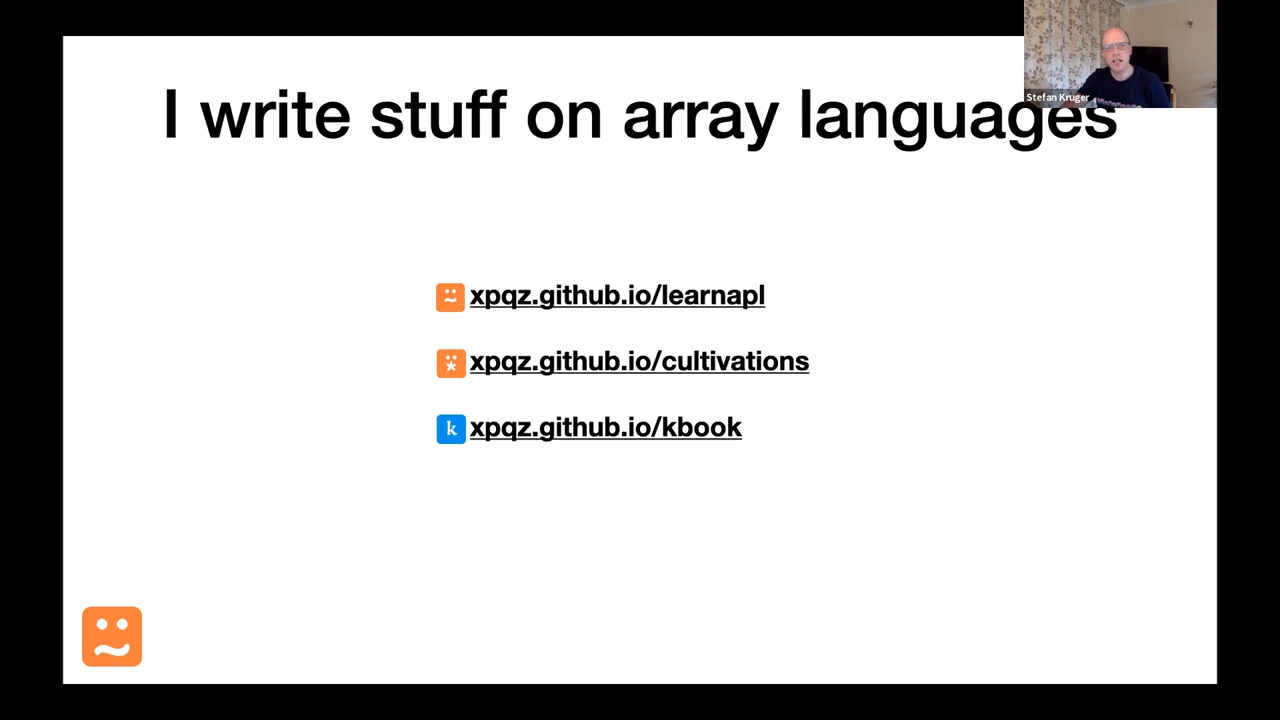 I write stuff on array languages
Stefan Kruger
xpqz.github.io/learnapl
xpqz.github.io/cultivations
k xpqz.github.io/kbook